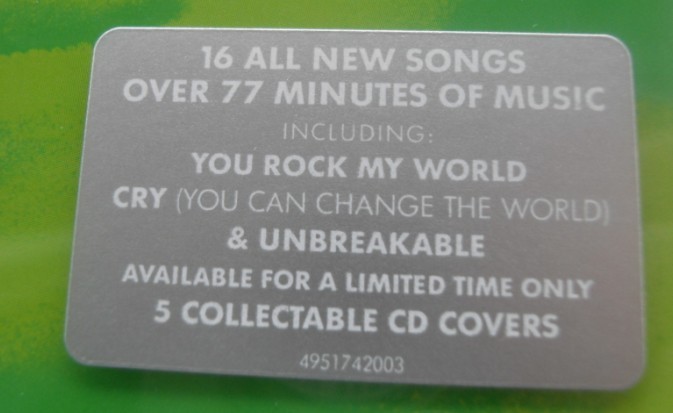 16 ALL NEW SONGS
OVER 77 MINUTES OF MUSIC
INCLUDING:
YOU ROCK MY WORLD
CRY (YOU CAN CHANGE THE WORLD)
& UNBREAKABLE
AVAILABLE FOR A LIMITED TIME ONLY
5 COLLECTABLE CD COVERS
4951742003